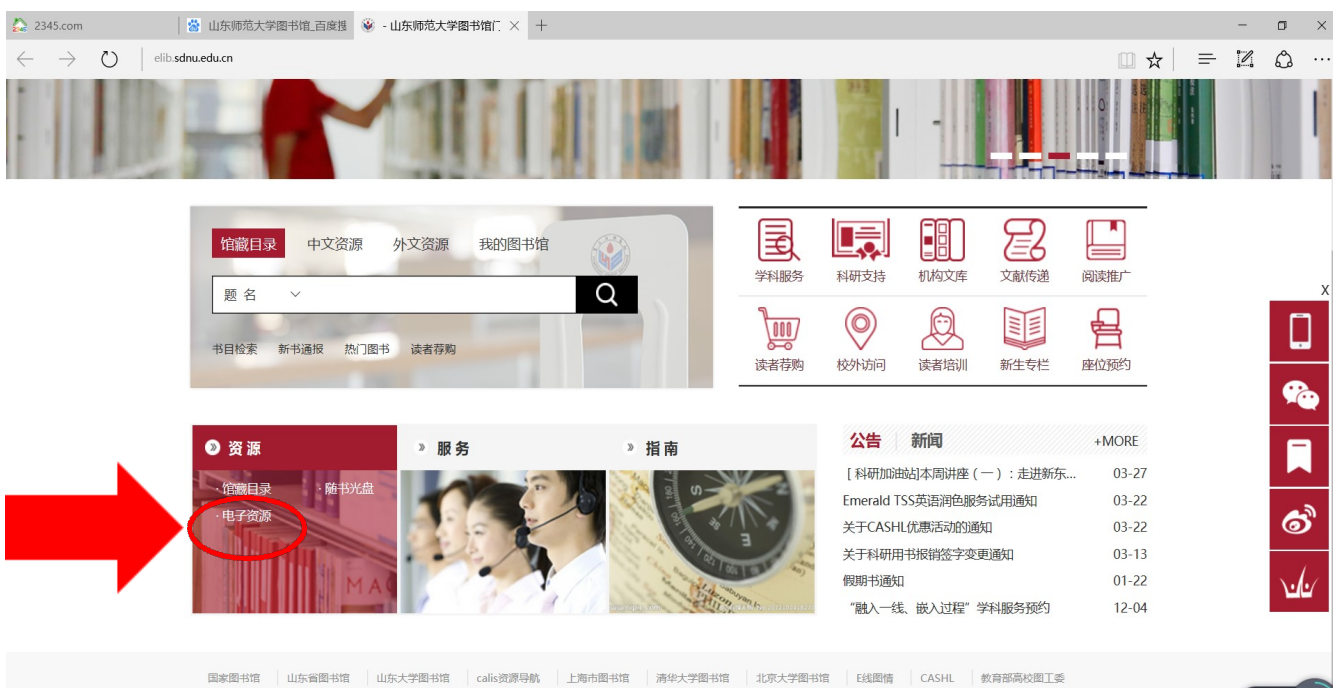 2345.com
山东师范大学图书馆_百度搜
- 山东师范大学图书馆门
elib.sdnu.edu.cn
馆藏目录 中文资源 外文资源 我的图书馆
题 名
书目检索 新书通报 热门图书 读者荐购
学科服务 科研支持 机构文库 文献传递 阅读推广
读者荐购 校外访问 读者培训 新生专栏 座位预约
X
资源
· 馆藏目录 · 随书光盘
· 电子资源
MAG
服务
指南
公告 新闻 +MORE
[ 科研加油站]本周讲座（一）: 走进新东... 03-27
Emerald TSS英语润色服务试用通知 03-22
关于CASHL优惠活动的通知 03-22
关于科研用书报销签字变更通知 03-13
假期书通知 01-22
“融入一线、嵌入过程”学科服务预约 12-04
国家图书馆 山东省图书馆 山东大学图书馆 calis资源导航 上海市图书馆 清华大学图书馆 北京大学图书馆 E线图情 CASHL 教育部高校图工委